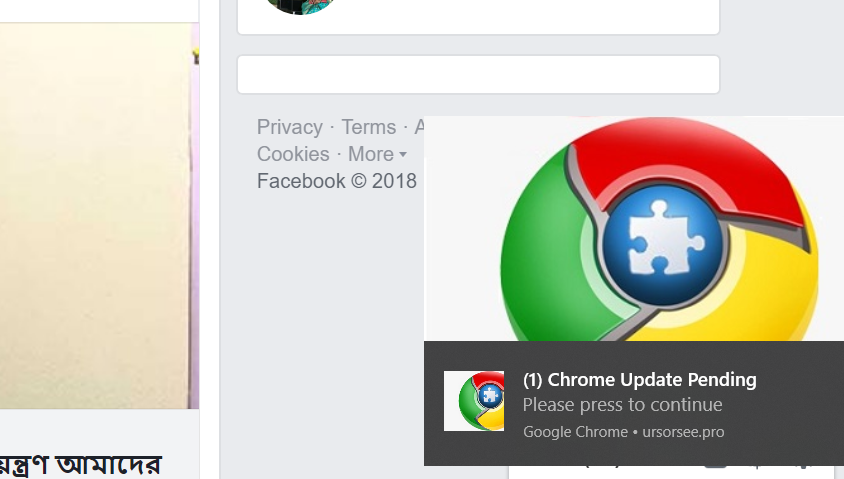 Privacy · Terms ·
Cookies · More
Facebook © 2018
(1) Chrome Update Pending
Please press to continue
Google Chrome • ursorsee.pro
আমাদের